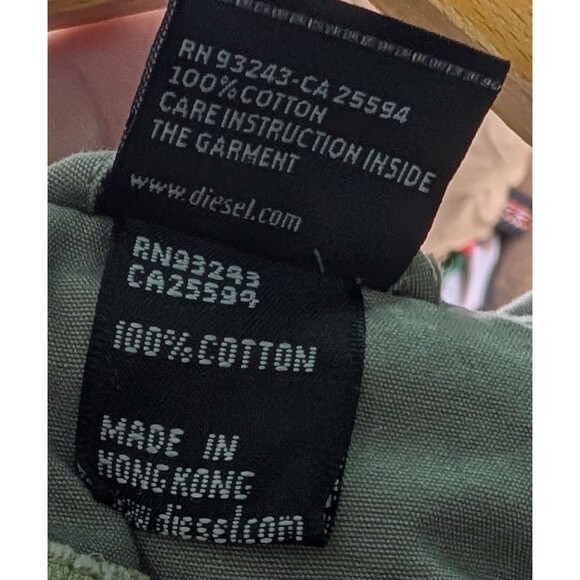 RN 93243-CA 25594
100% COTTON
CARE INSTRUCTION INSIDE
THE GARMENT
www.diesel.com
RN93243
CA25594
100% COTTON
MADE IN
HONGKONG
www.diesel.com